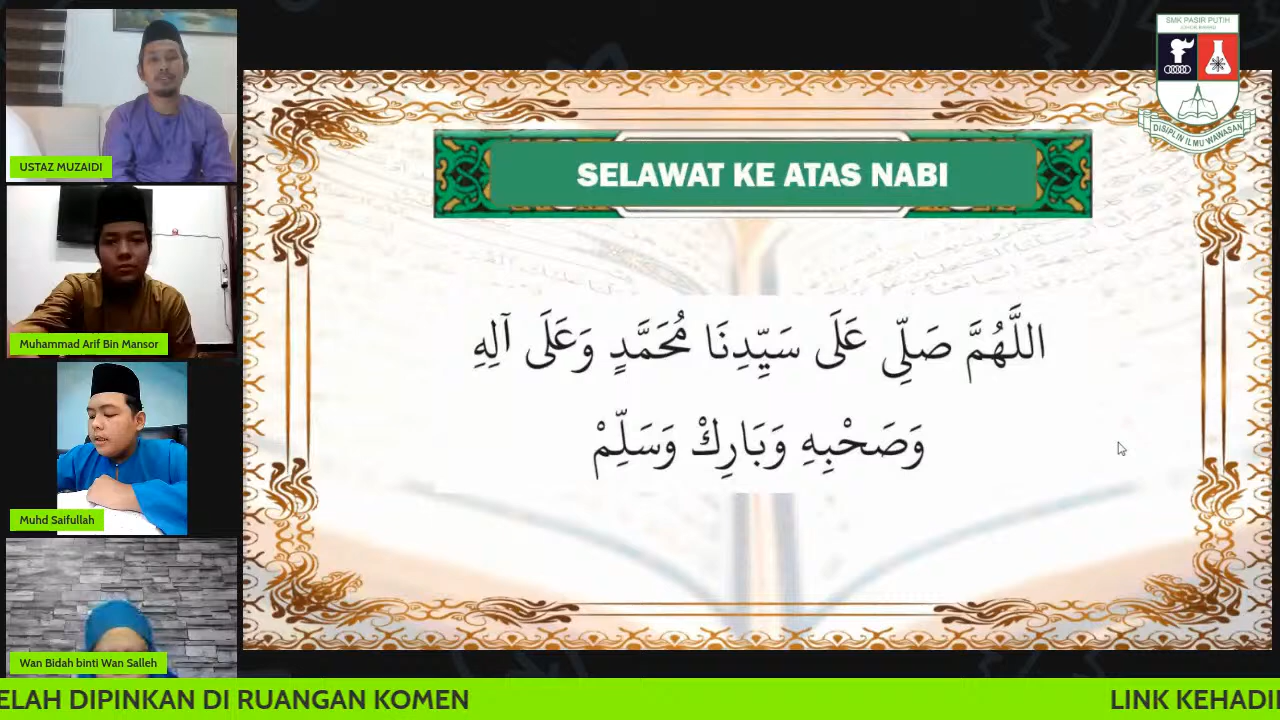 USTAZ MUZAIDI
Muhammad Arif Bin Mansor
Muhd Saifullah
Wan Bidah binti Wan Salleh
SMK PASIR PUTIH
DISIPLIN ILMU WAWASAN
SELAWAT KE ATAS NABI
اللَّهُمَّ صَلِّي عَلَى سَيِّدِنَا مُحَمَّدٍ وَعَلَى آلِهِ
وَصَحْبِهِ وَبَارِكْ وَسَلِّمْ
ELAH DIPINKAN DI RUANGAN KOMEN
LINK KEHADI